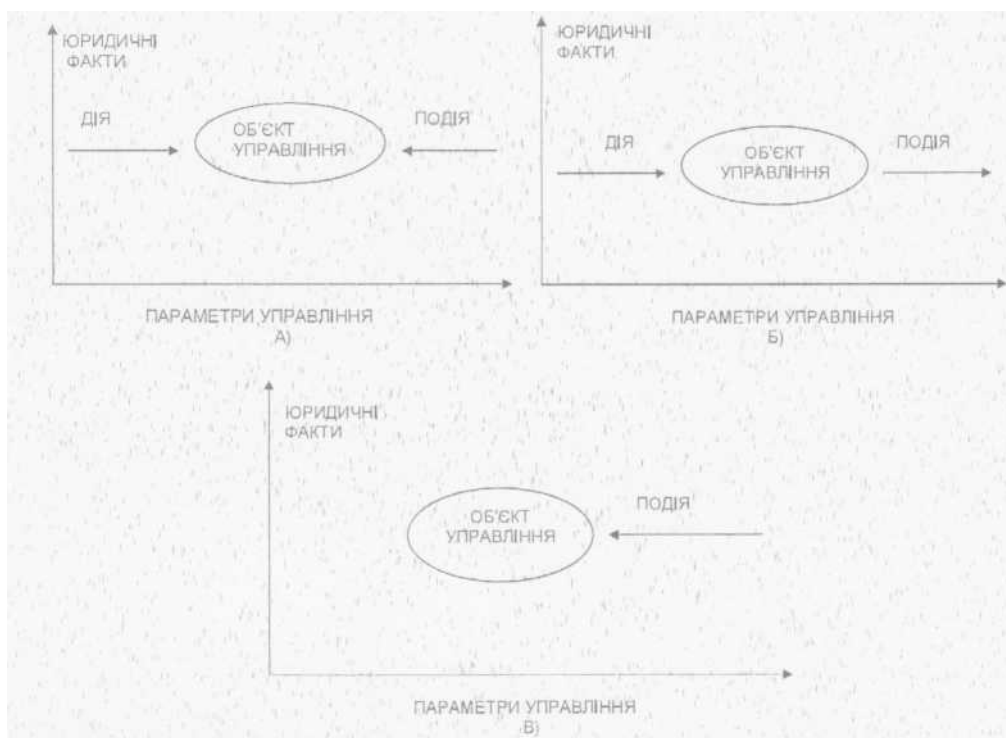 ЮРИДИЧНІ
ФАКТИ
ДІЯ
ОБ'ЄКТ
УПРАВЛІННЯ
ПОДІЯ
ПАРАМЕТРИ УПРАВЛІННЯ
А)
ЮРИДИЧНІ
ФАКТИ
ДІЯ
ОБ'ЄКТ
УПРАВЛІННЯ
ПОДІЯ
ПАРАМЕТРИ УПРАВЛІННЯ
Б)
ЮРИДИЧНІ
ФАКТИ
ОБ'ЄКТ
УПРАВЛІННЯ
ПОДІЯ
ПАРАМЕТРИ УПРАВЛІННЯ
В)